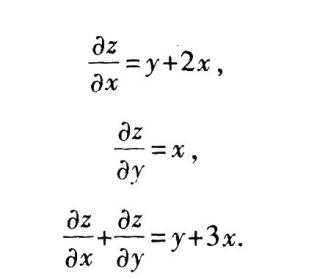 ∂z/∂x = y+2x ,
∂z/∂y = x ,
∂z/∂x + ∂z/∂y = y+3x.